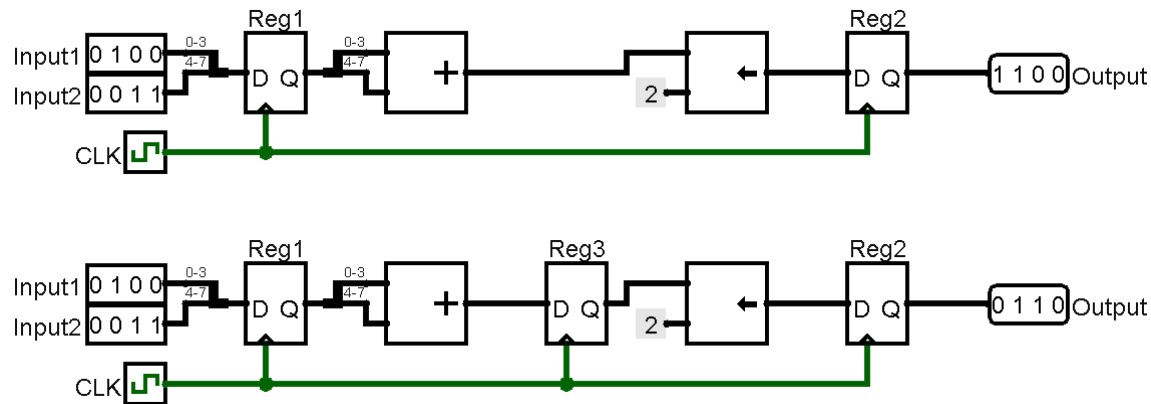 Reg1 Reg2
Input1 0 1 0 0 0-3 0-3
4-7 D Q 4-7 + D Q 1 1 0 0 Output
Input2 0 0 1 1 2
CLK
Reg1 Reg3 Reg2
Input1 0 1 0 0 0-3 0-3
4-7 D Q 4-7 + D Q D Q 0 1 1 0 Output
Input2 0 0 1 1 2
CLK